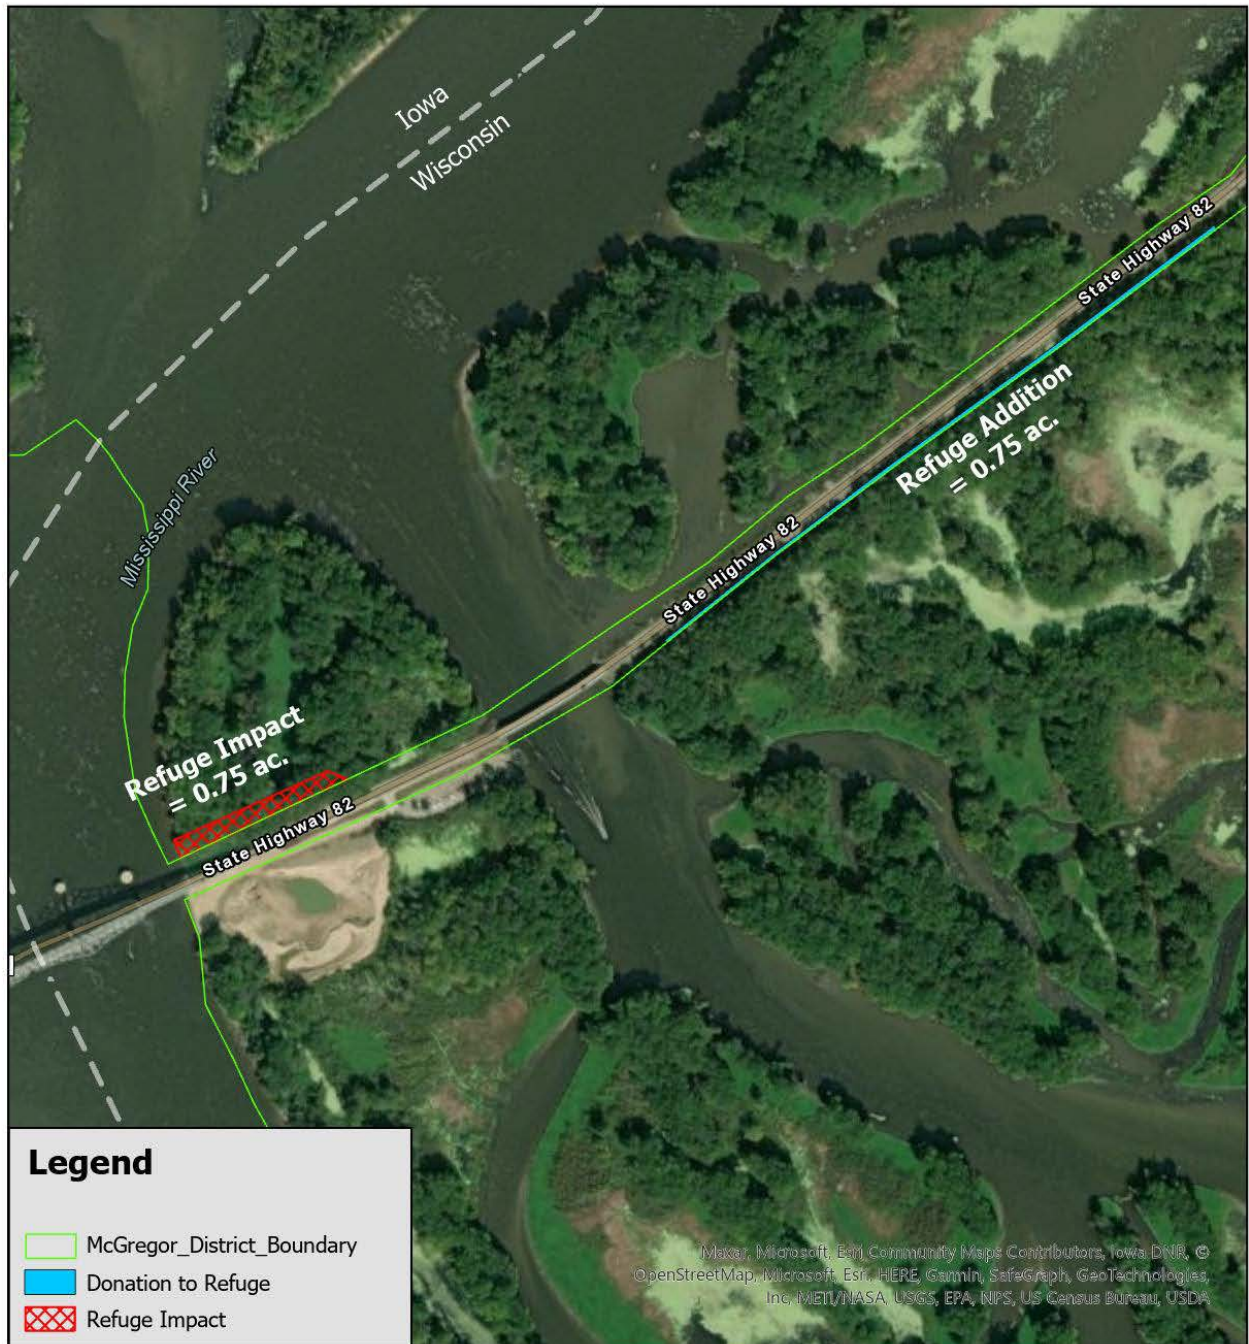 Iowa
Wisconsin
State Highway 82
Refuge Addition
= 0.75 ac.
Mississippi River
State Highway 82
Refuge Impact
= 0.75 ac.
State Highway 82
Legend
McGregor_District_Boundary
Donation to Refuge
Refuge Impact
Maxar, Microsoft, Esri Community Maps Contributors, Iowa DNR, ©
OpenStreetMap, Microsoft, Esri, HERE, Garmin, SafeGraph, GeoTechnologies,
Inc, METI/NASA, USGS, EPA, NPS, US Census Bureau, USDA